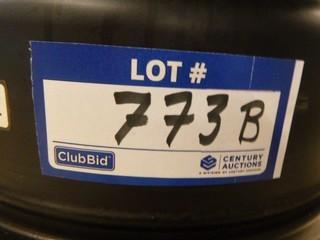 LOT #
773B
ClubBid
CENTURY
AUCTIONS